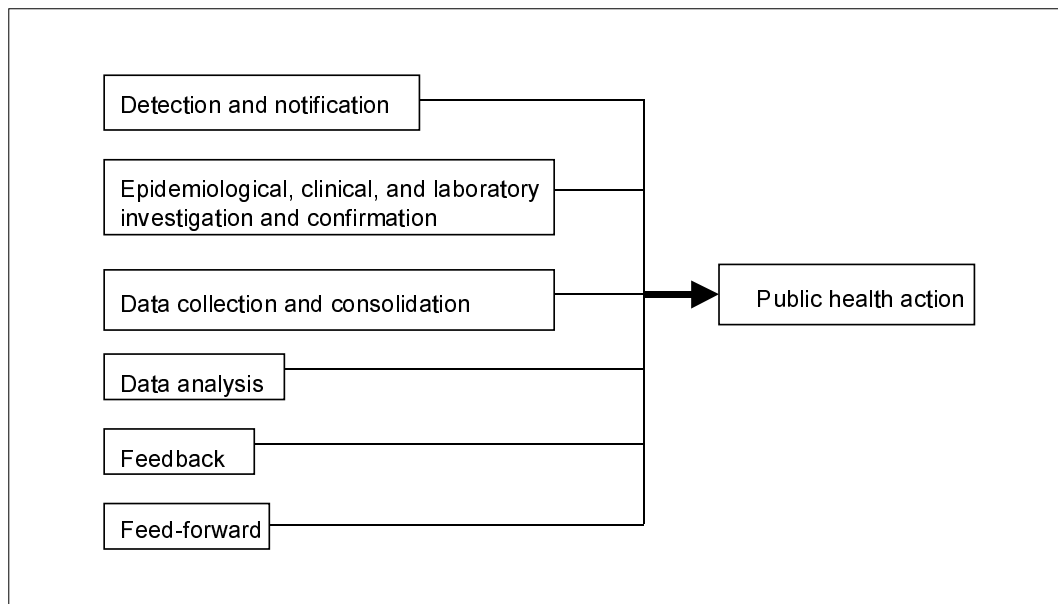 Detection and notification
Epidemiological, clinical, and laboratory
investigation and confirmation
Data collection and consolidation
Public health action
Data analysis
Feedback
Feed-forward